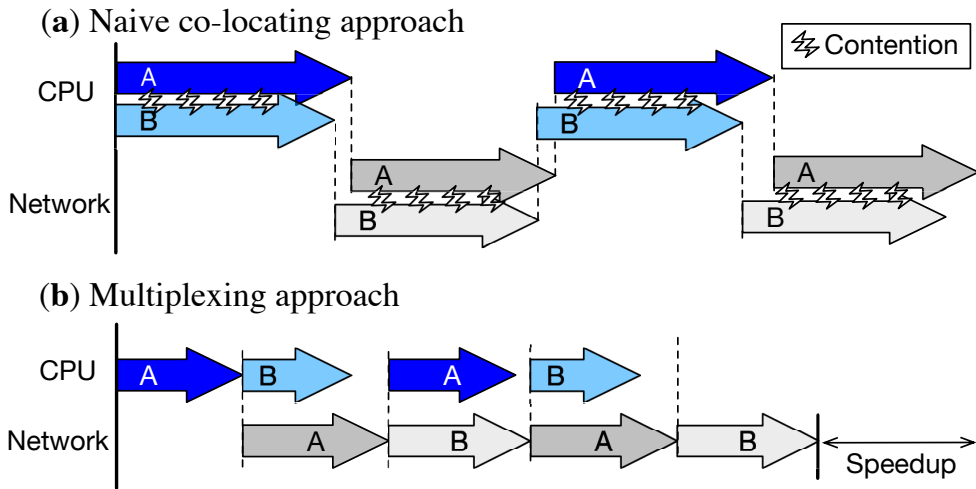 (a) Naive co-locating approach
Contention
CPU
A
B
A
B
Network
A
B
A
B
(b) Multiplexing approach
CPU
A
B
A
B
Network
A
B
A
B
Speedup